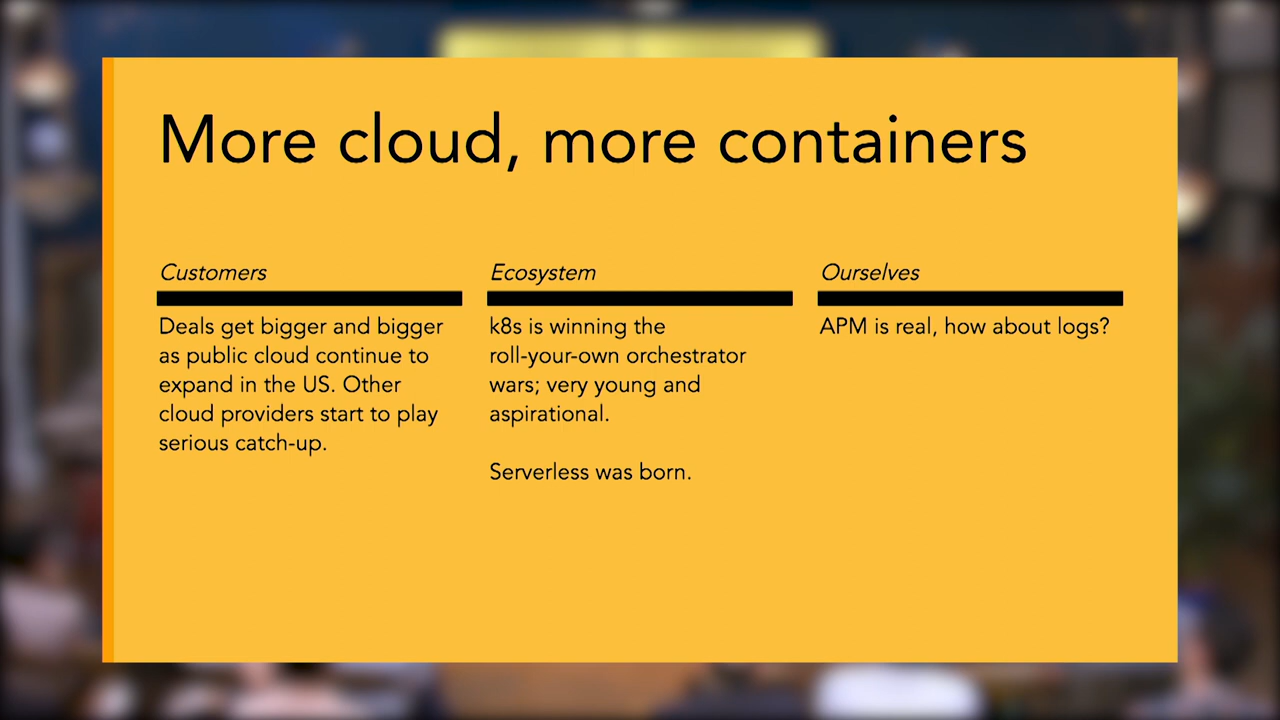 More cloud, more containers
Customers
Deals get bigger and bigger
as public cloud continue to
expand in the US. Other
cloud providers start to play
serious catch-up.
Ecosystem
k8s is winning the
roll-your-own orchestrator
wars; very young and
aspirational.
Serverless was born.
Ourselves
APM is real, how about logs?